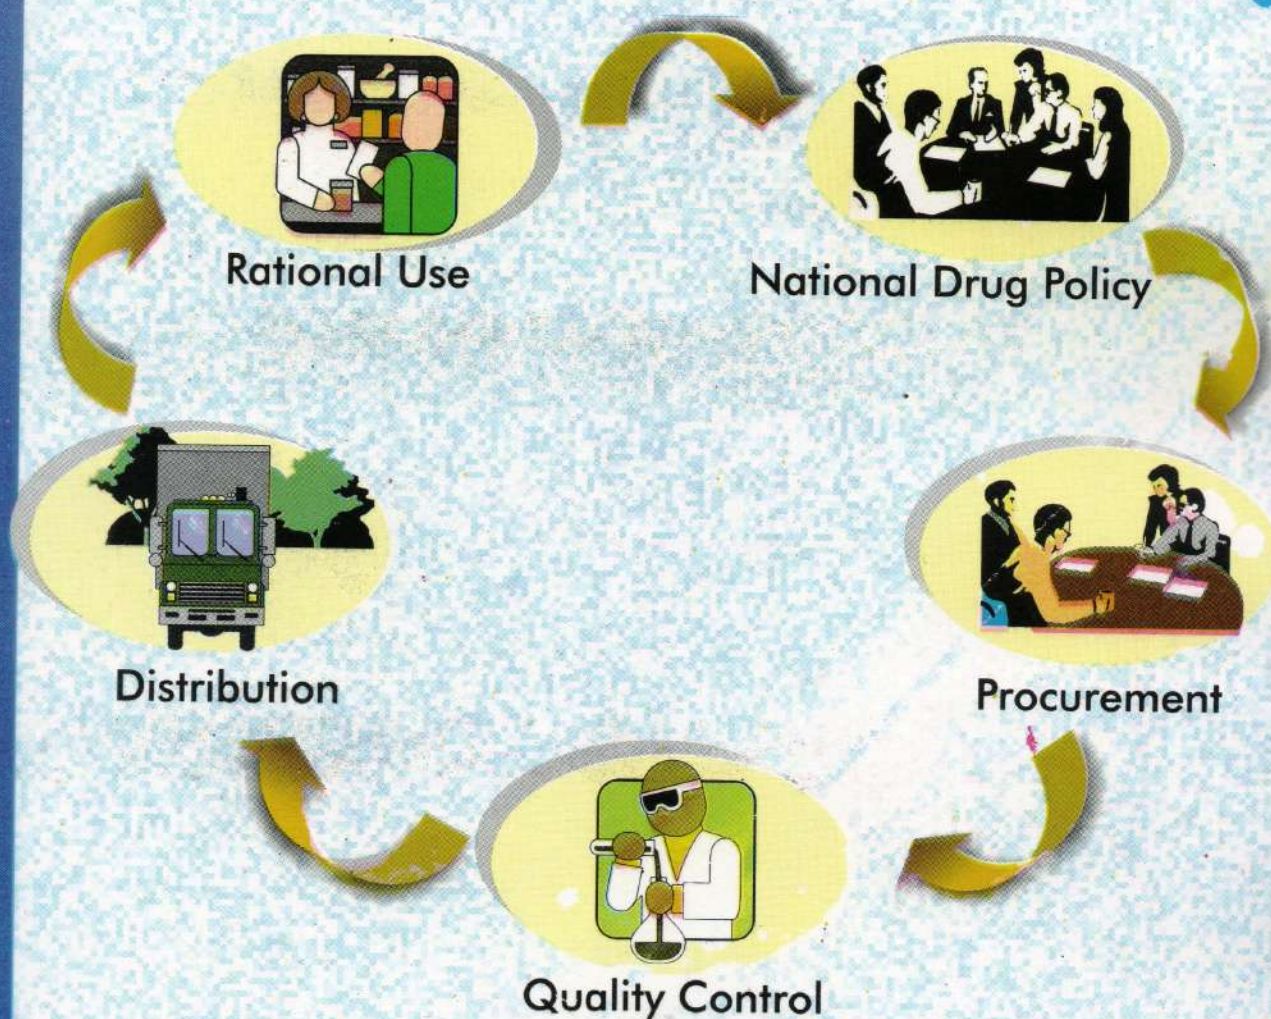 Rational Use
National Drug Policy
Distribution
Procurement
Quality Control